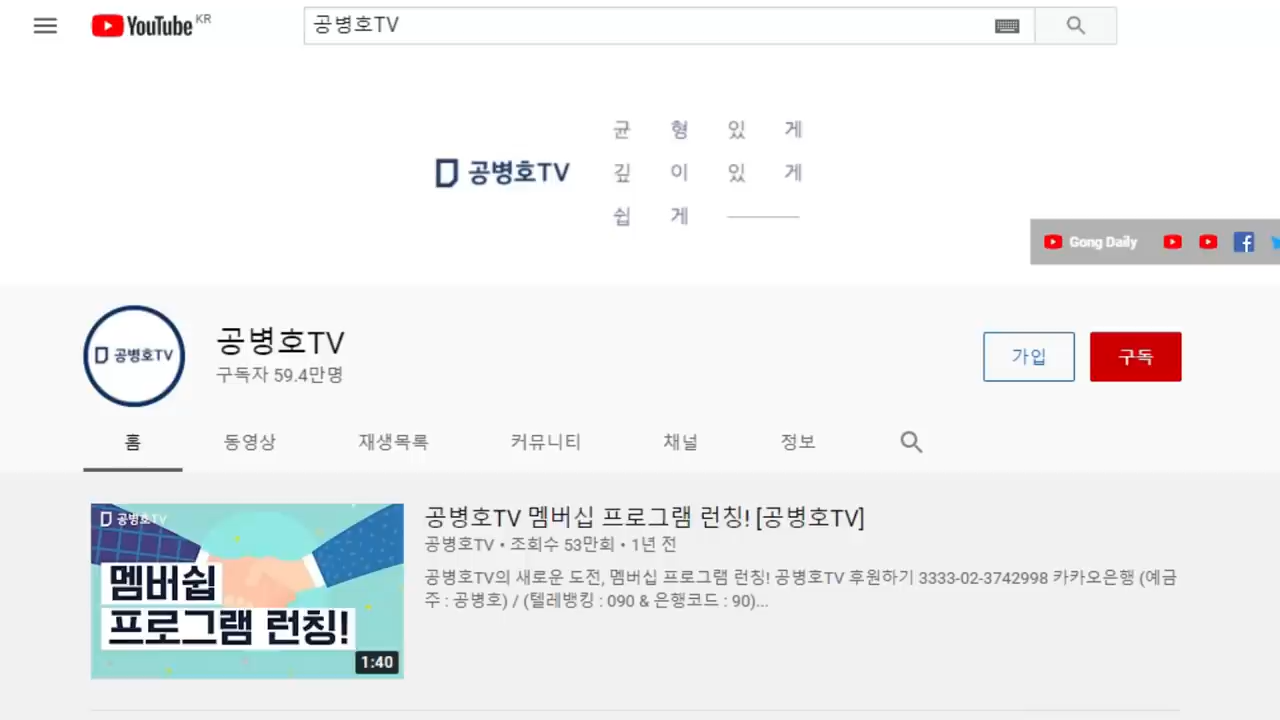 YouTube KR
공병호TV
균 형 있 게
공병호TV
깊 이 있 게
쉽 게
Gong Daily
공병호TV
공병호TV
구독자 59.4만명
가입
구독
홈
동영상
재생목록
커뮤니티
채널
정보
공병호TV
멤버쉽
프로그램 런칭!
1:40
공병호TV 멤버십 프로그램 런칭! [공병호TV]
공병호TV • 조회수 53만회 • 1년 전
공병호TV의 새로운 도전, 멤버십 프로그램 런칭! 공병호TV 후원하기 3333-02-3742998 카카오은행 (예금
주 : 공병호) / (텔레뱅킹 : 090 & 은행코드 : 90)...